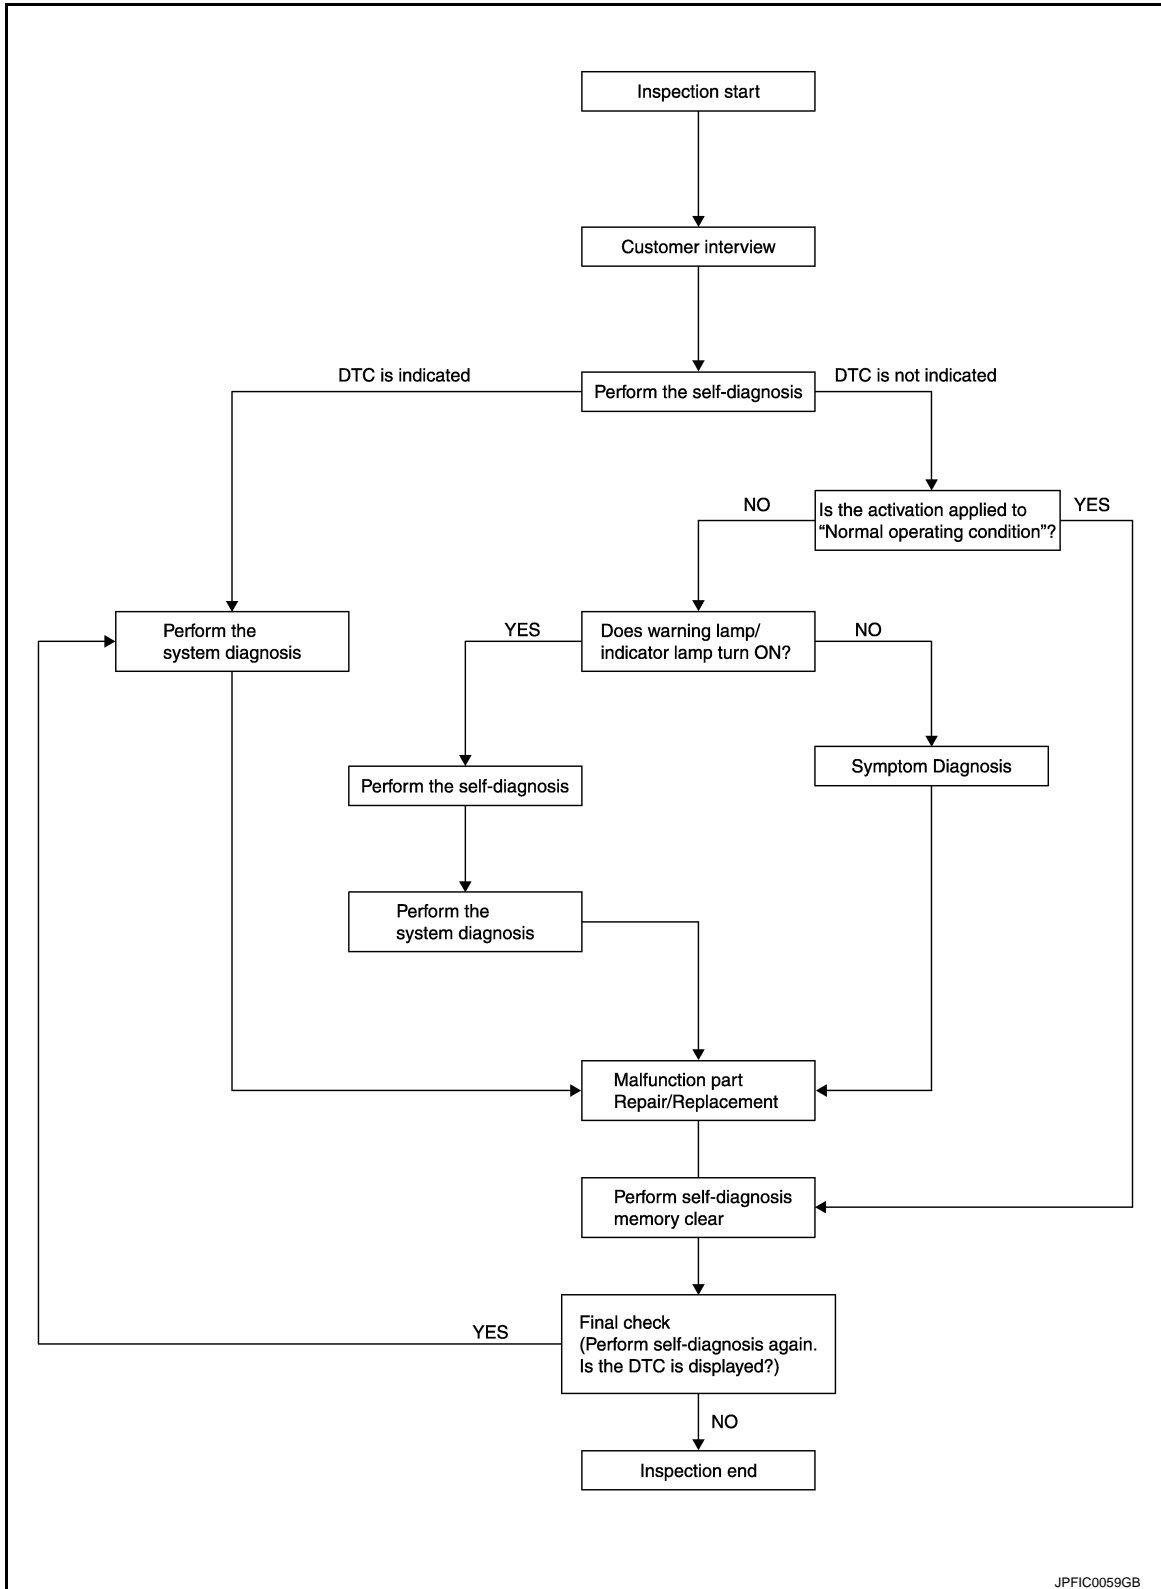 Inspection start
Customer interview
DTC is indicated
Perform the self-diagnosis
DTC is not indicated
NO
Is the activation applied to
“Normal operating condition”?
YES
Perform the
system diagnosis
YES
Does warning lamp/
indicator lamp turn ON?
NO
Perform the self-diagnosis
Symptom Diagnosis
Perform the
system diagnosis
Malfunction part
Repair/Replacement
Perform self-diagnosis
memory clear
YES
Final check
(Perform self-diagnosis again.
Is the DTC is displayed?)
NO
Inspection end
JPFIC0059GB